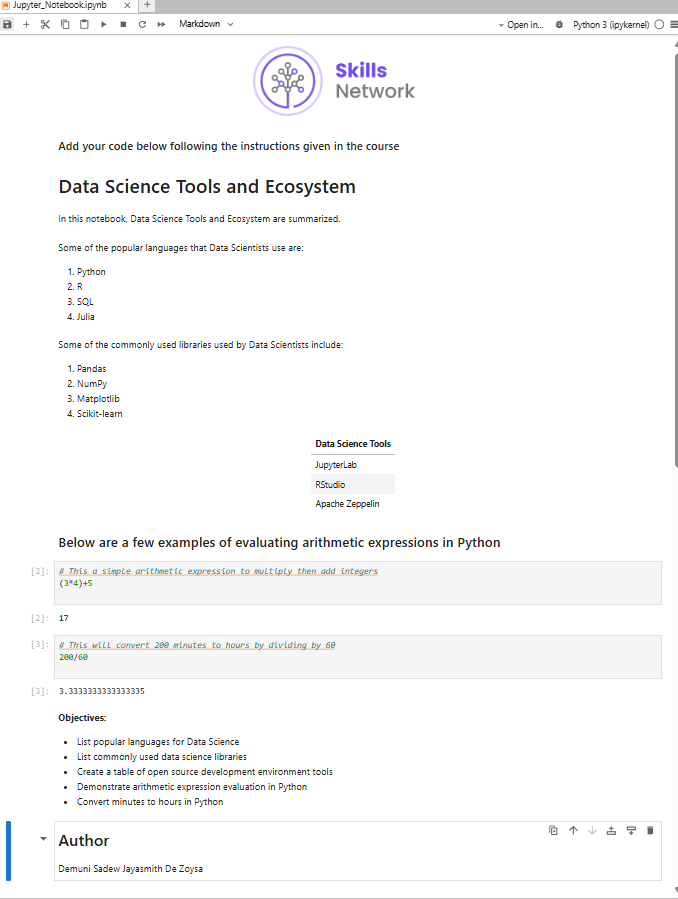 Jupyter_Notebook.ipynb
Markdown
Open in...
Python 3 (ipykernel)
Skills
Network
Add your code below following the instructions given in the course
Data Science Tools and Ecosystem
In this notebook, Data Science Tools and Ecosystem are summarized.
Some of the popular languages that Data Scientists use are:
1. Python
2. R
3. SQL
4. Julia
Some of the commonly used libraries used by Data Scientists include:
1. Pandas
2. NumPy
3. Matplotlib
4. Scikit-learn
Data Science Tools
JupyterLab
RStudio
Apache Zeppelin
Below are a few examples of evaluating arithmetic expressions in Python
[2]: # This a simple arithmetic expression to multiply then add integers
(3*4)+5
[2]: 17
[3]: # This will convert 200 minutes to hours by dividing by 60
200/60
[3]: 3.3333333333333335
Objectives:
• List popular languages for Data Science
• List commonly used data science libraries
• Create a table of open source development environment tools
• Demonstrate arithmetic expression evaluation in Python
• Convert minutes to hours in Python
Author
Demuni Sadew Jayasmith De Zoysa